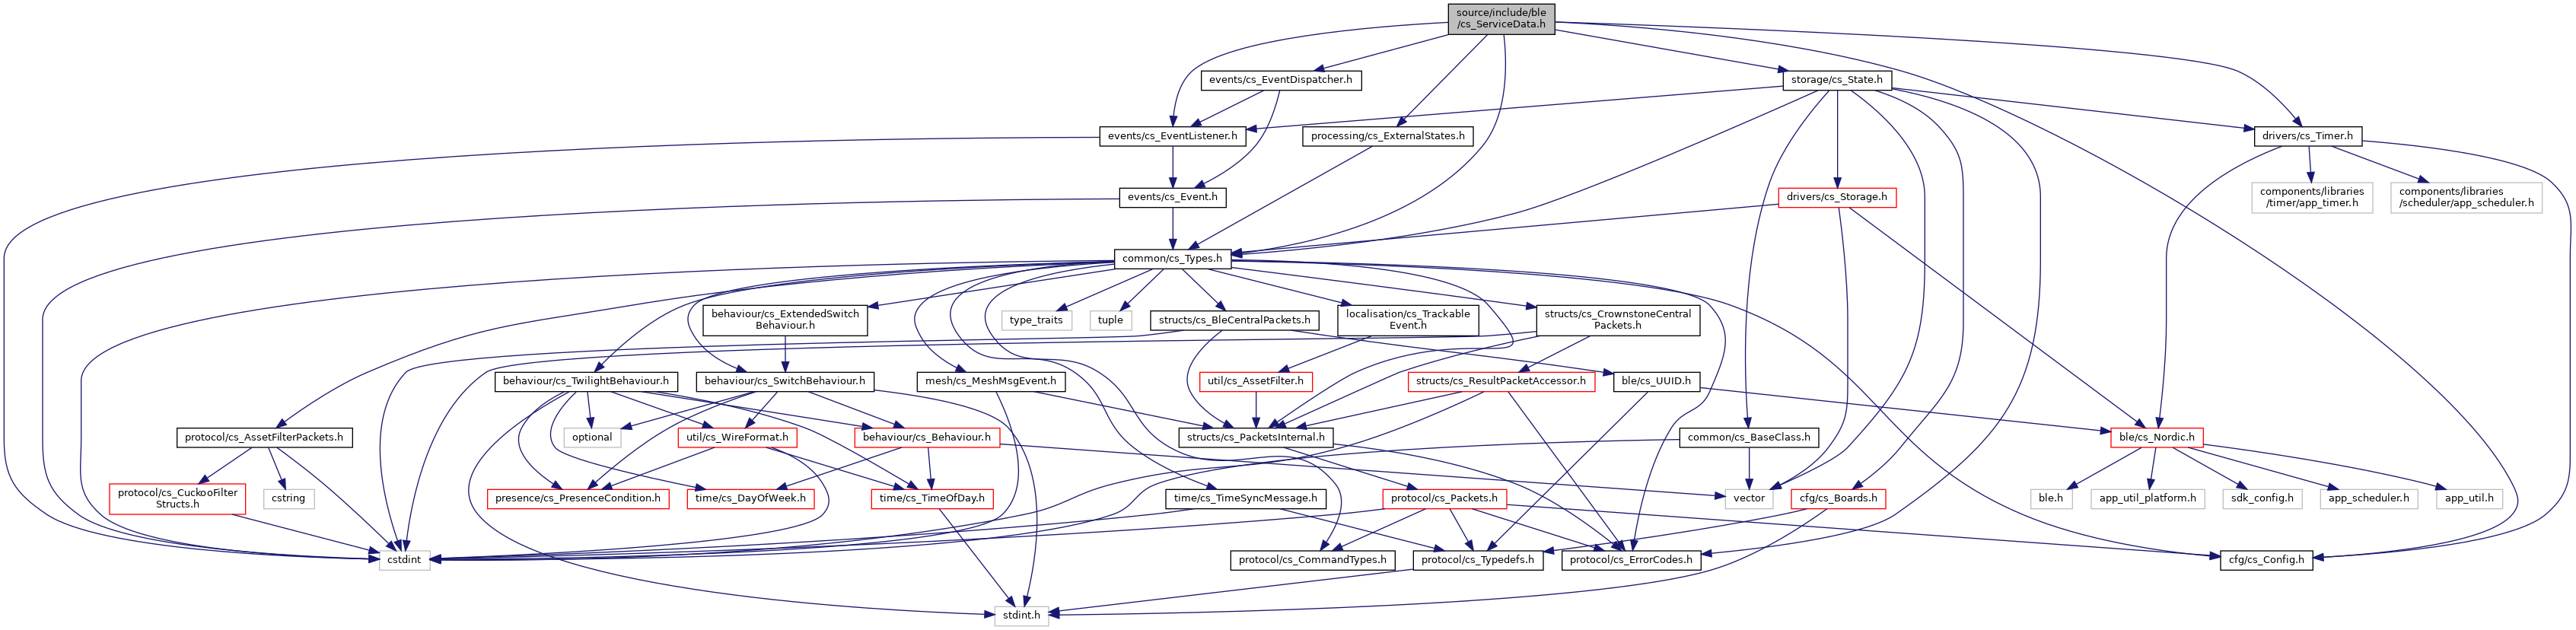 source/include/ble
/cs_ServiceData.h
events/cs_EventDispatcher.h
storage/cs_State.h
events/cs_EventListener.h
processing/cs_ExternalStates.h
drivers/cs_Timer.h
events/cs_Event.h
drivers/cs_Storage.h
components/libraries
/timer/app_timer.h
components/libraries
/scheduler/app_scheduler.h
common/cs_Types.h
behaviour/cs_ExtendedSwitch
Behaviour.h
type_traits
tuple
structs/cs_BleCentralPackets.h
localisation/cs_Trackable
Event.h
structs/cs_CrownstoneCentral
Packets.h
behaviour/cs_TwilightBehaviour.h
behaviour/cs_SwitchBehaviour.h
mesh/cs_MeshMsgEvent.h
util/cs_AssetFilter.h
structs/cs_ResultPacketAccessor.h
ble/cs_UUID.h
protocol/cs_AssetFilterPackets.h
optional
util/cs_WireFormat.h
behaviour/cs_Behaviour.h
structs/cs_PacketsInternal.h
common/cs_BaseClass.h
ble/cs_Nordic.h
protocol/cs_CuckooFilter
Structs.h
cstring
presence/cs_PresenceCondition.h
time/cs_DayOfWeek.h
time/cs_TimeOfDay.h
time/cs_TimeSyncMessage.h
protocol/cs_Packets.h
vector
cfg/cs_Boards.h
ble.h
app_util_platform.h
sdk_config.h
app_scheduler.h
app_util.h
cstdint
protocol/cs_CommandTypes.h
protocol/cs_Typedefs.h
protocol/cs_ErrorCodes.h
cfg/cs_Config.h
stdint.h